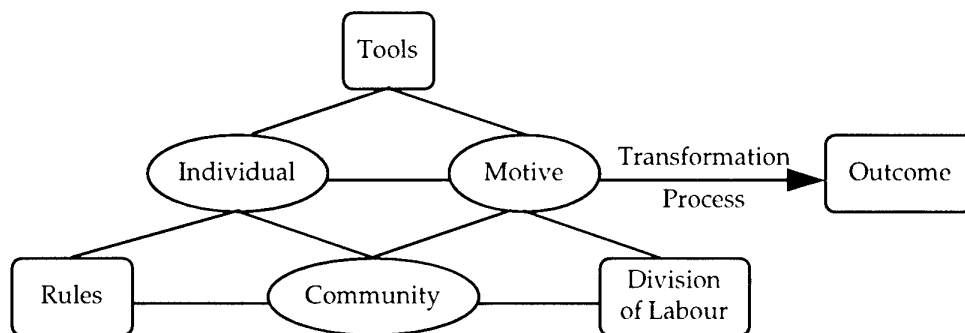 Tools
Individual
Motive
Transformation
Process
Outcome
Rules
Community
Division
of Labour